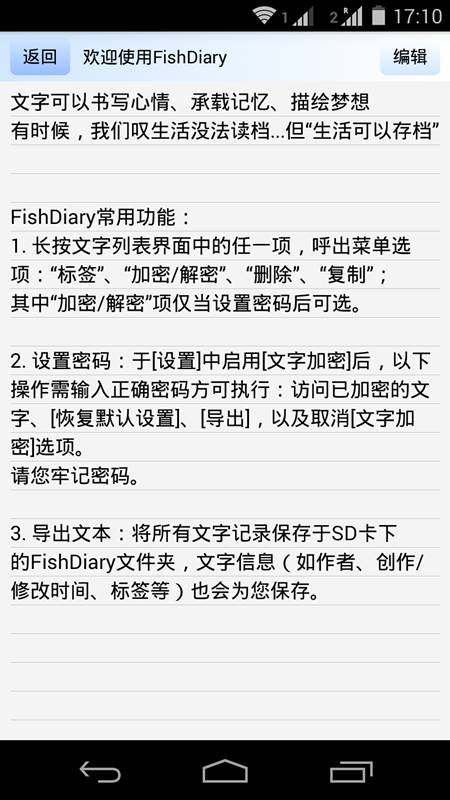 1 2 R 17:10
返回 欢迎使用FishDiary 编辑
文字可以书写心情、承载记忆、描绘梦想
有时候，我们叹生活没法读档...但“生活可以存档”
FishDiary常用功能：
1. 长按文字列表界面中的任一项，呼出菜单选
项：“标签”、“加密/解密”、“删除”、“复制”；
其中“加密/解密”项仅当设置密码后可选。
2. 设置密码：于[设置]中启用[文字加密]后，以下
操作需输入正确密码方可执行：访问已加密的文
字、[恢复默认设置]、[导出]，以及取消[文字加
密]选项。
请您牢记密码。
3. 导出文本：将所有文字记录保存于SD卡下
的FishDiary文件夹，文字信息（如作者、创作/
修改时间、标签等）也会为您保存。